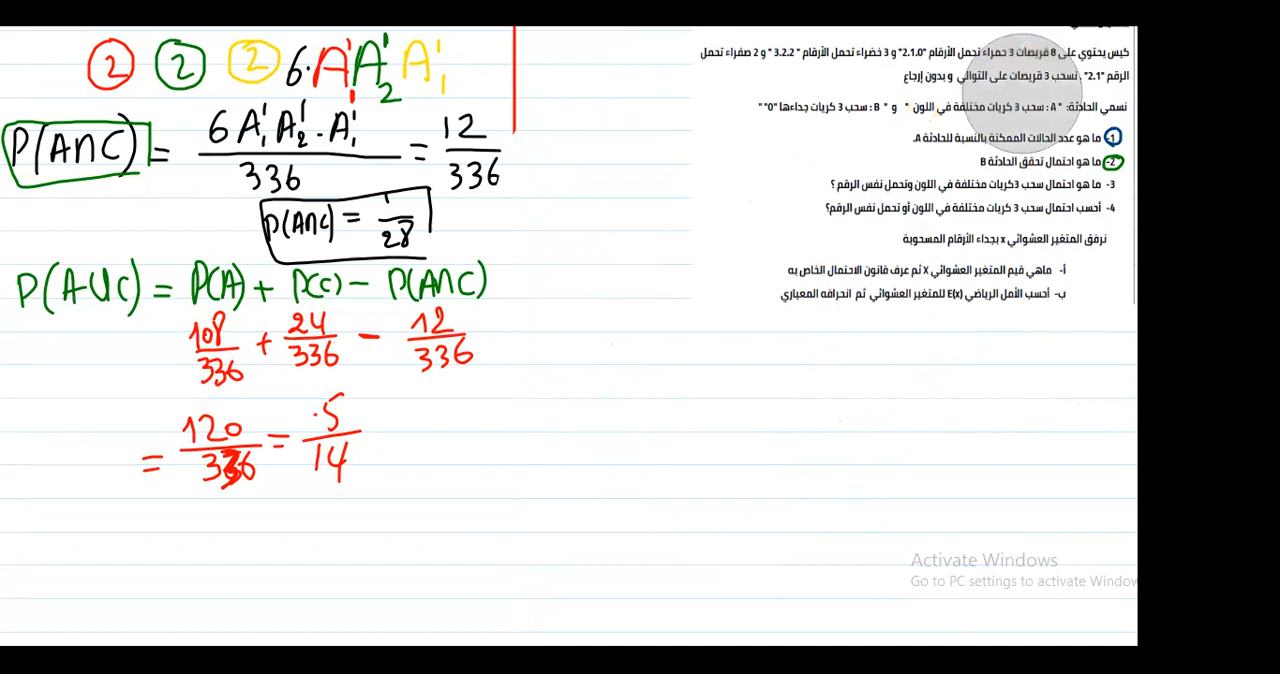 2 2 2 6·A¹₁ A¹₂ A¹₁
P(A∩C) = 6 A¹₁ A¹₂ . A¹₁ / 336 = 12 / 336
P(A∩C) = 1 / 28
P(A∪C) = P(A) + P(C) − P(A∩C)
108/336 + 24/336 − 12/336
= 120/336 = 5/14
كيس يحتوي على 8 قريصات 3 حمراء تحمل الأرقام "2.1.0" و 3 خضراء تحمل الأرقام " 3.2.2 " و 2 صفراء تحمل
الرقم "2.1" . نسحب 3 قريصات على التوالي و بدون إرجاع
نسمي الحادثة: " A : سحب 3 كريات مختلفة في اللون " و " B : سحب 3 كريات جداءها "0" "
1- ما هو عدد الحالات الممكنة بالنسبة للحادثة A.
2- ما هو احتمال تحقق الحادثة B
3- ما هو احتمال سحب 3كريات مختلفة في اللون وتحمل نفس الرقم ؟
4- أحسب احتمال سحب 3 كريات مختلفة في اللون أو تحمل نفس الرقم؟
نرفق المتغير العشوائي x بجداء الأرقام المسحوبة
أ- ماهي قيم المتغير العشوائي X ثم عرف قانون الاحتمال الخاص به
ب- أحسب الأمل الرياضي E(x) للمتغير العشوائي ثم انحرافه المعياري
Activate Windows
Go to PC settings to activate Window